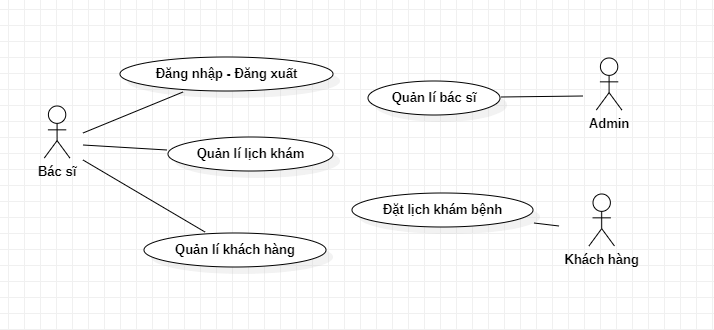 Đăng nhập - Đăng xuất
Quản lí bác sĩ
Admin
Bác sĩ
Quản lí lịch khám
Đặt lịch khám bệnh
Quản lí khách hàng
Khách hàng